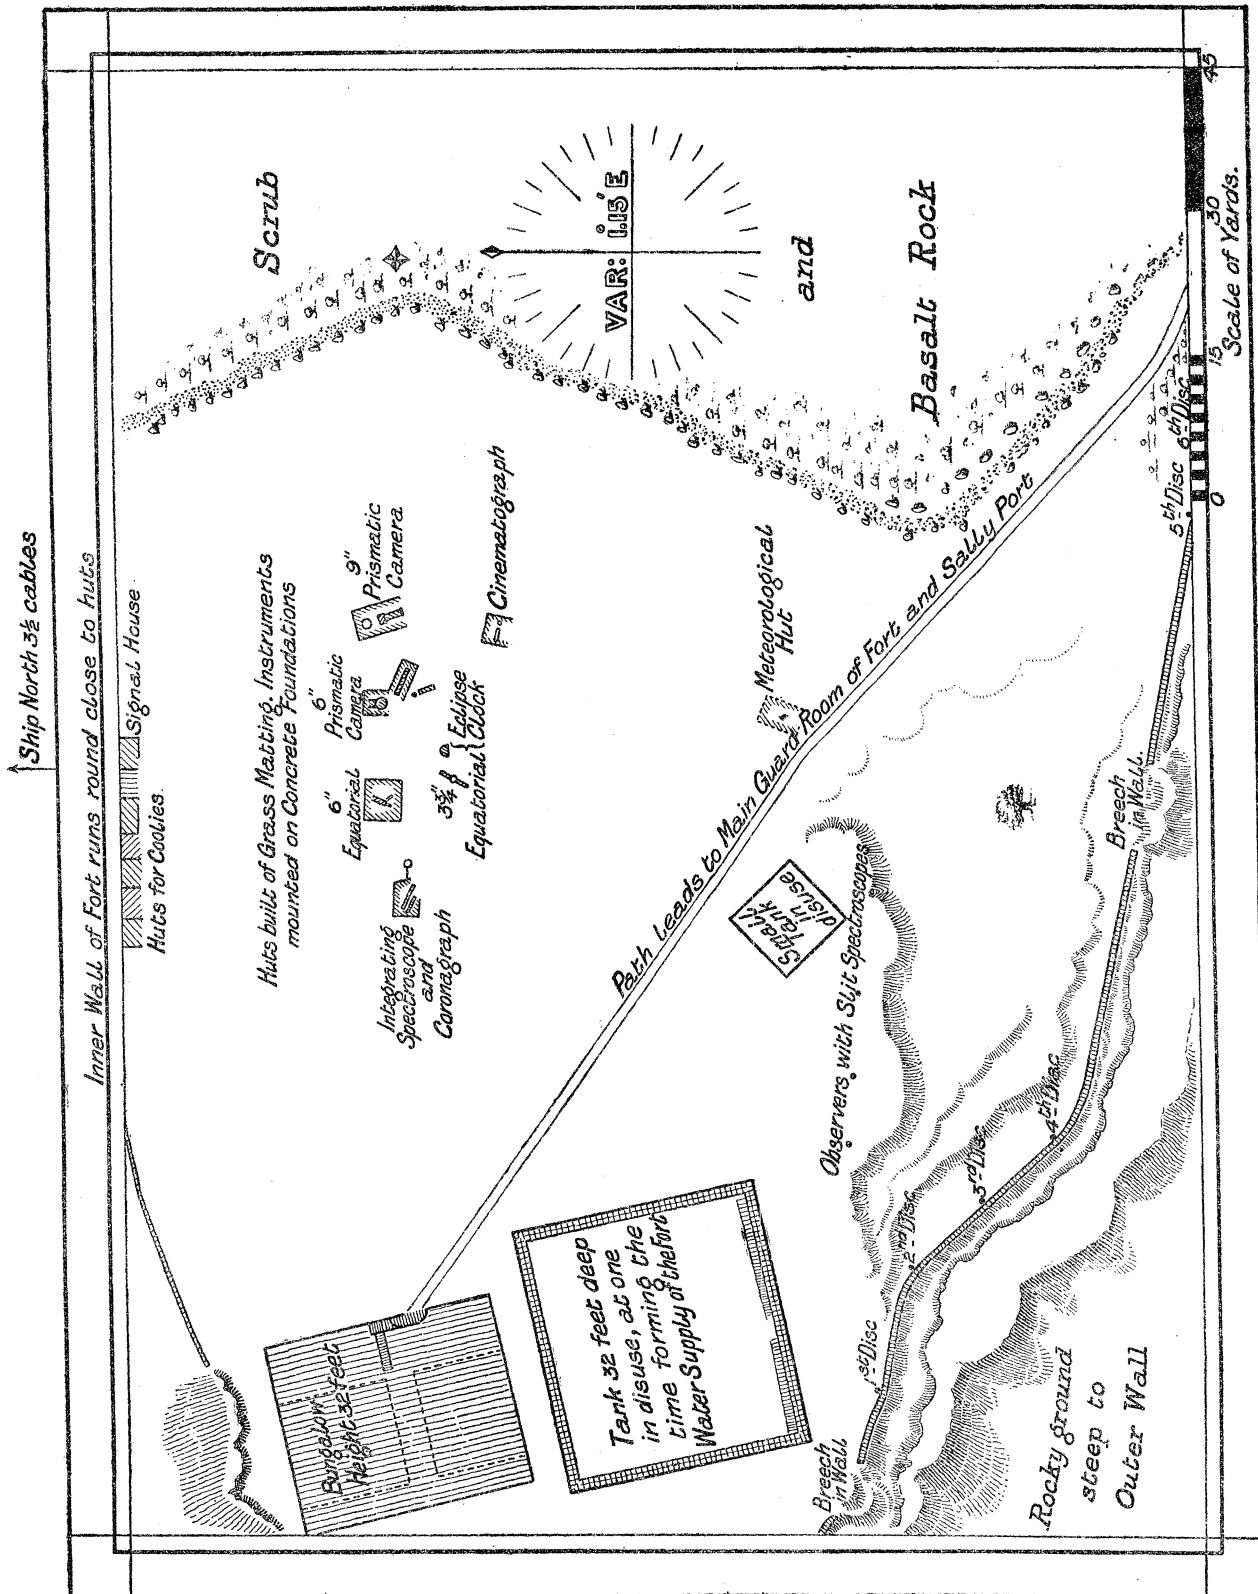 Ship North 3½ cables
Inner Wall of Fort runs round close to huts
Huts for Coolies
Signal House
Scrub
Huts built of Grass Matting. Instruments
mounted on Concrete Foundations
Integrating
Spectroscope
and
Coronagraph
6"
Equatorial
6"
Prismatic
Camera
9"
Prismatic
Camera
3¾"
Equatorial
Eclipse
Clock
Cinematograph
VAR: 1.15' E
and
Basalt Rock
Bungalow
Height 32 feet
Path Leads to Main Guard Room of Fort and Sally Port
Meteorological
Hut
Tank 32 feet deep
in disuse, at one
time forming the
Water Supply of the Fort
Small
Tank
in
disuse
Observers with Slit Spectroscopes
Breech
in Wall
1st Disc
2nd Disc
3rd Disc
4th Disc
Breech
in Wall.
5th Disc
6th Disc
Rocky ground
steep to
Outer Wall
0 15 30 45
Scale of Yards.